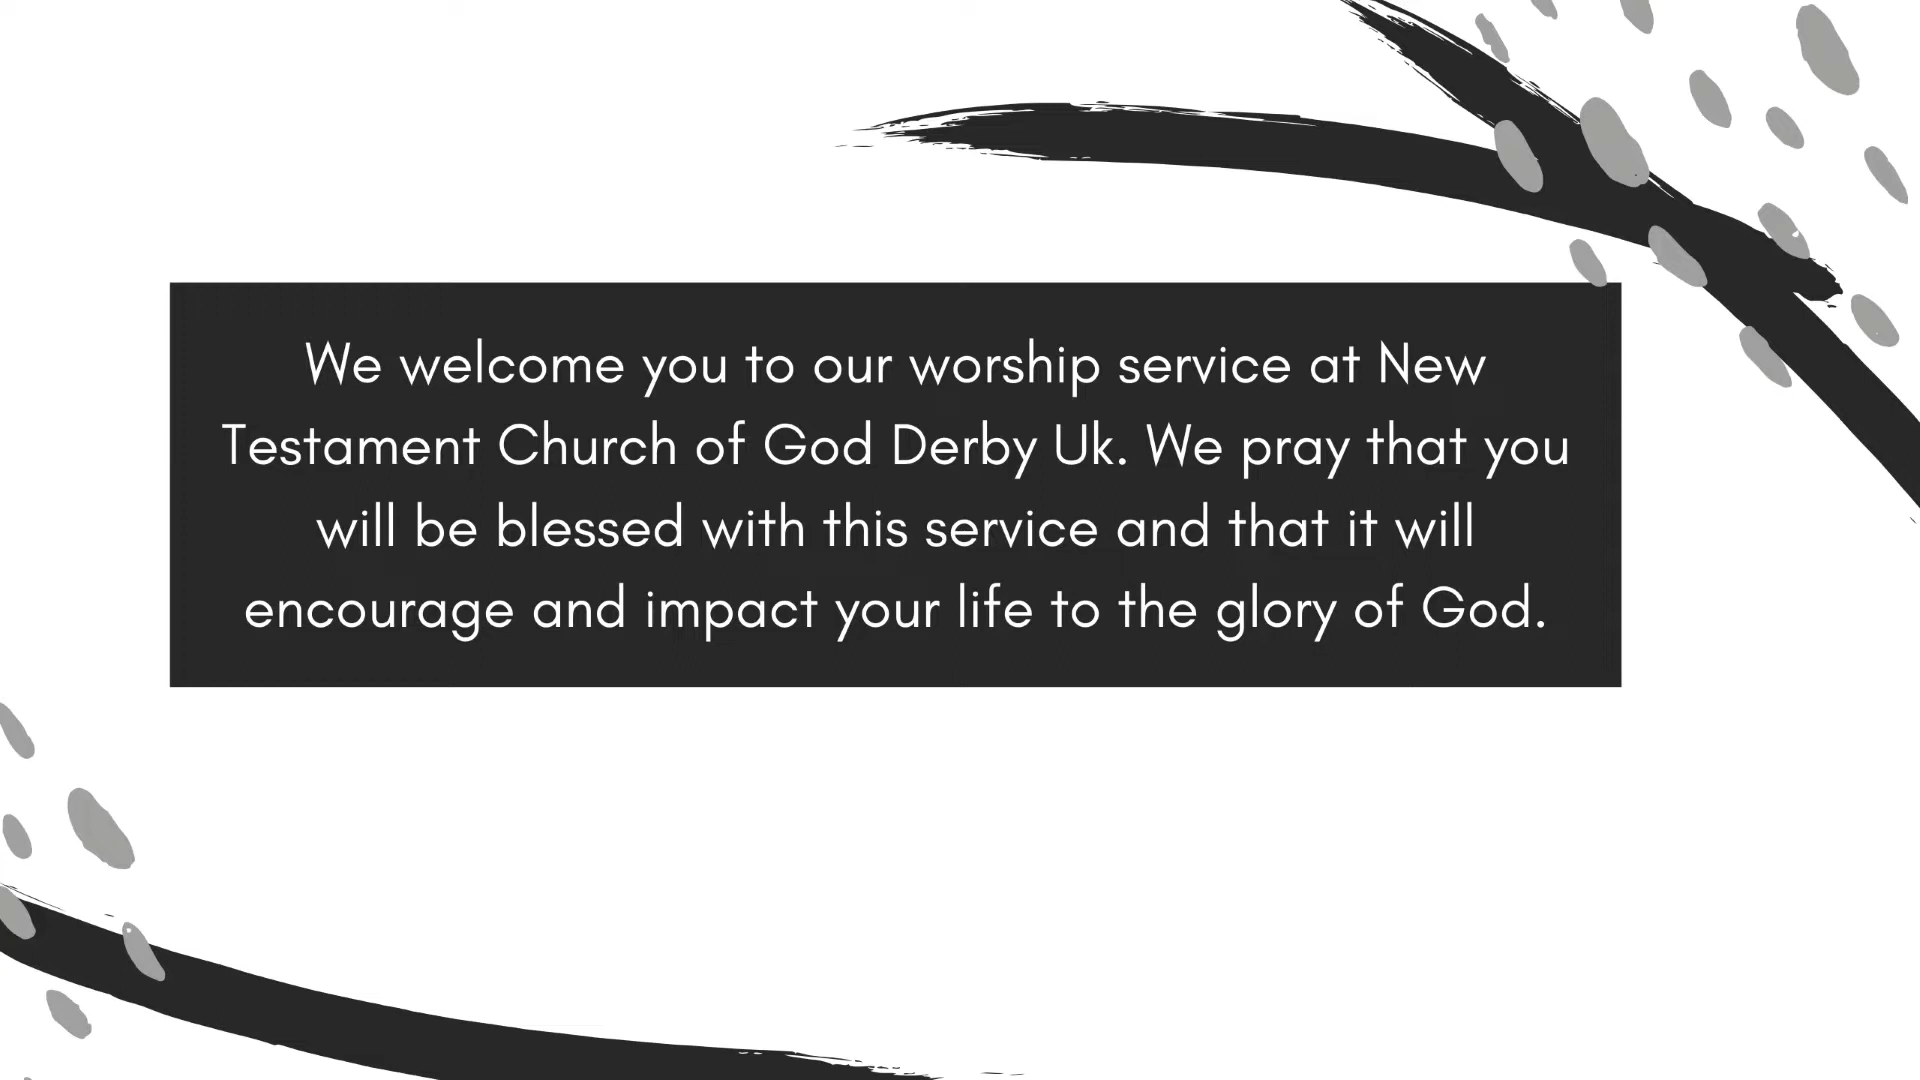 We welcome you to our worship service at New
Testament Church of God Derby Uk. We pray that you
will be blessed with this service and that it will
encourage and impact your life to the glory of God.